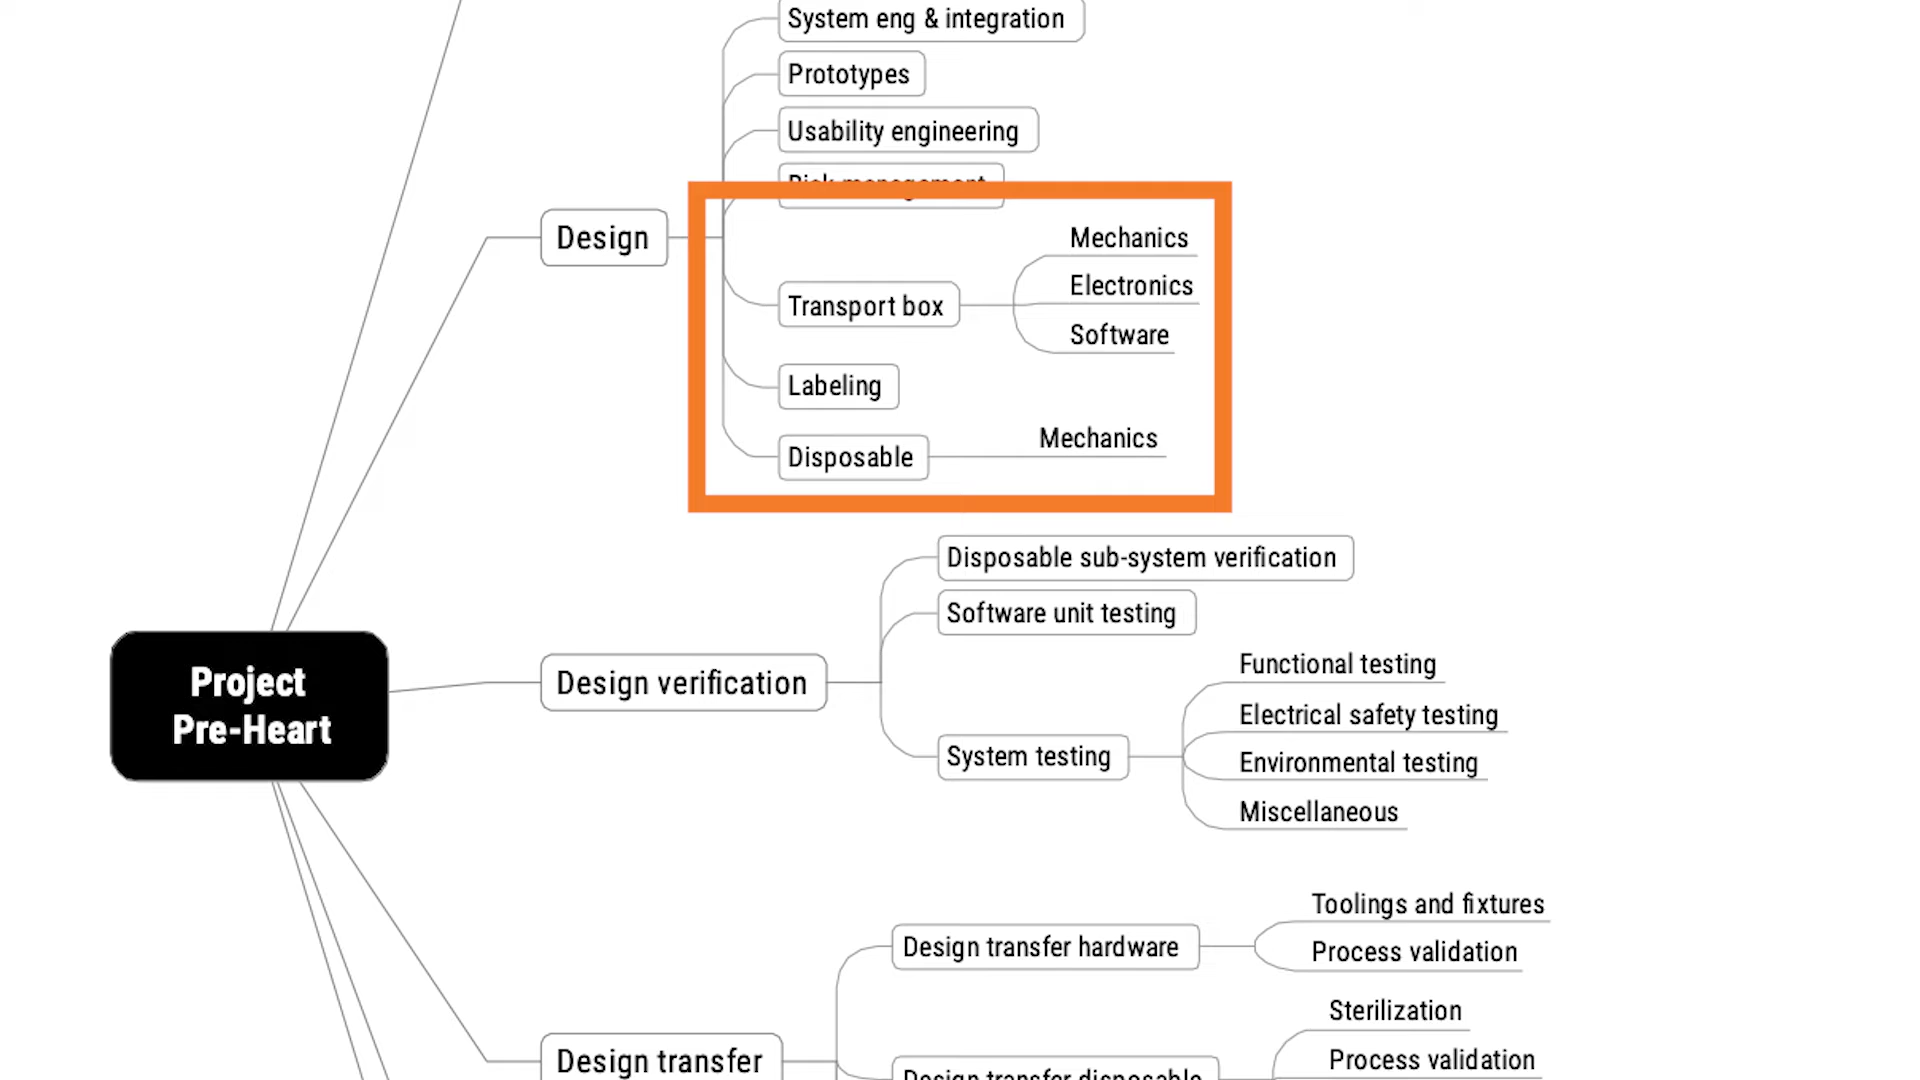 System eng & integration
Prototypes
Usability engineering
Risk management
Design
Mechanics
Electronics
Transport box
Software
Labeling
Mechanics
Disposable
Disposable sub-system verification
Software unit testing
Functional testing
Project
Pre-Heart
Design verification
Electrical safety testing
System testing
Environmental testing
Miscellaneous
Toolings and fixtures
Design transfer hardware
Process validation
Sterilization
Design transfer
Process validation
Design transfer disposable